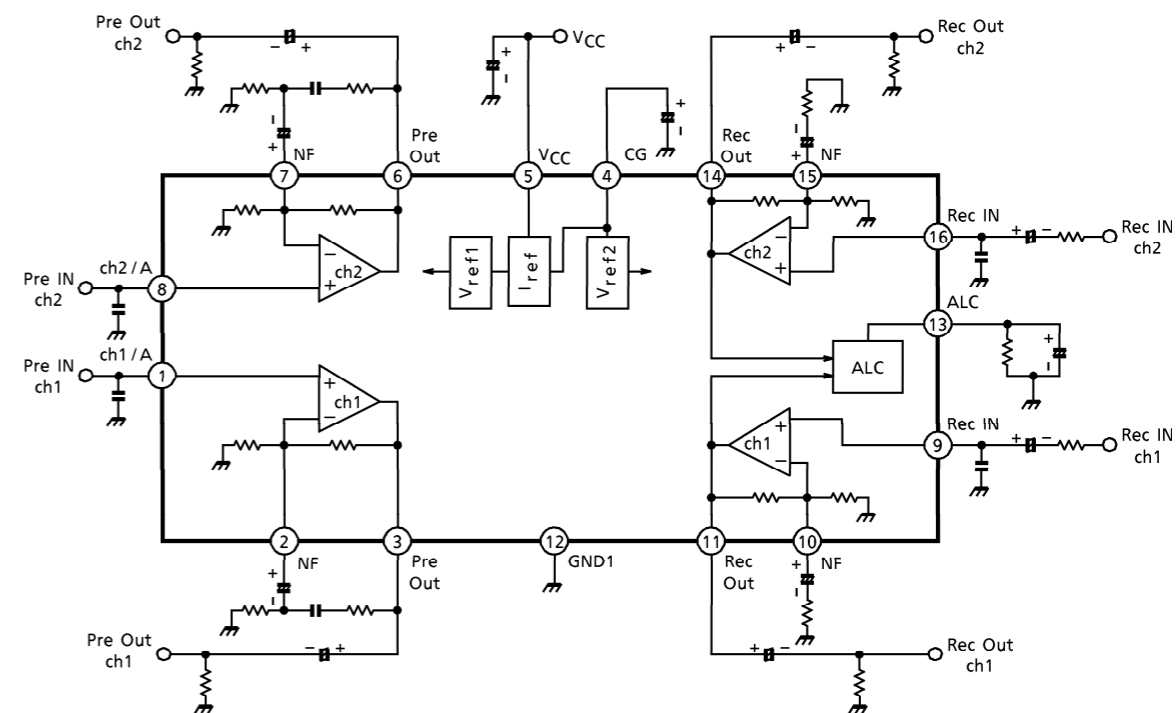 Pre Out
ch2
− +
+
−
VCC
+ −
Rec Out
ch2
−
+
NF
Pre
Out
VCC
CG
+
−
Rec
Out
−
+
NF
7
6
5
4
14
15
Rec IN
16
+ −
Rec IN
ch2
Pre IN
ch2
ch2/A
8
−
+
ch2
Vref1
Iref
Vref2
−
+
ch2
ALC
13
+
−
Pre IN
ch1
ch1/A
1
+
−
ch1
ALC
+
−
ch1
Rec IN
9
+ −
Rec IN
ch1
2
3
12
11
10
NF
Pre
Out
GND1
Rec
Out
NF
+
−
+
−
Pre Out
ch1
− +
+ −
Rec Out
ch1